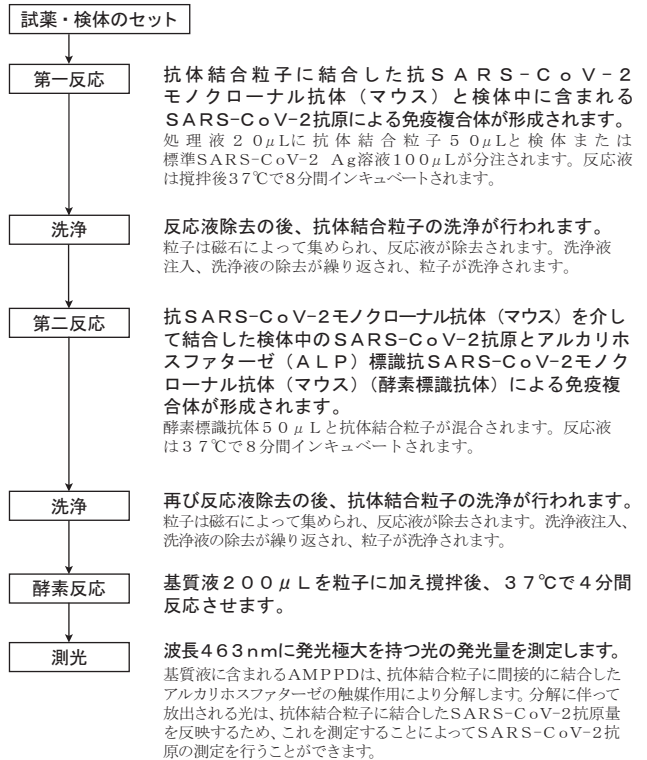 試薬・検体のセット
第一反応
抗体結合粒子に結合した抗SARS-CoV-2
モノクローナル抗体（マウス）と検体中に含まれる
SARS-CoV-2抗原による免疫複合体が形成されます。
処理液20μLに抗体結合粒子50μLと検体または
標準SARS-CoV-2 Ag溶液100μLが分注されます。反応液
は撹拌後37℃で8分間インキュベートされます。
洗浄
反応液除去の後、抗体結合粒子の洗浄が行われます。
粒子は磁石によって集められ、反応液が除去されます。洗浄液
注入、洗浄液の除去が繰り返され、粒子が洗浄されます。
第二反応
抗SARS-CoV-2モノクローナル抗体（マウス）を介し
て結合した検体中のSARS-CoV-2抗原とアルカリホ
スファターゼ（ALP）標識抗SARS-CoV-2モノク
ローナル抗体（マウス）（酵素標識抗体）による免疫複
合体が形成されます。
酵素標識抗体50μLと抗体結合粒子が混合されます。反応液
は37℃で8分間インキュベートされます。
洗浄
再び反応液除去の後、抗体結合粒子の洗浄が行われます。
粒子は磁石によって集められ、反応液が除去されます。洗浄液注入、
洗浄液の除去が繰り返され、粒子が洗浄されます。
酵素反応
基質液200μLを粒子に加え撹拌後、37℃で4分間
反応させます。
測光
波長463nmに発光極大を持つ光の発光量を測定します。
基質液に含まれるAMPPDは、抗体結合粒子に間接的に結合した
アルカリホスファターゼの触媒作用により分解します。分解に伴って
放出される光は、抗体結合粒子に結合したSARS-CoV-2抗原量
を反映するため、これを測定することによってSARS-CoV-2抗
原の測定を行うことができます。